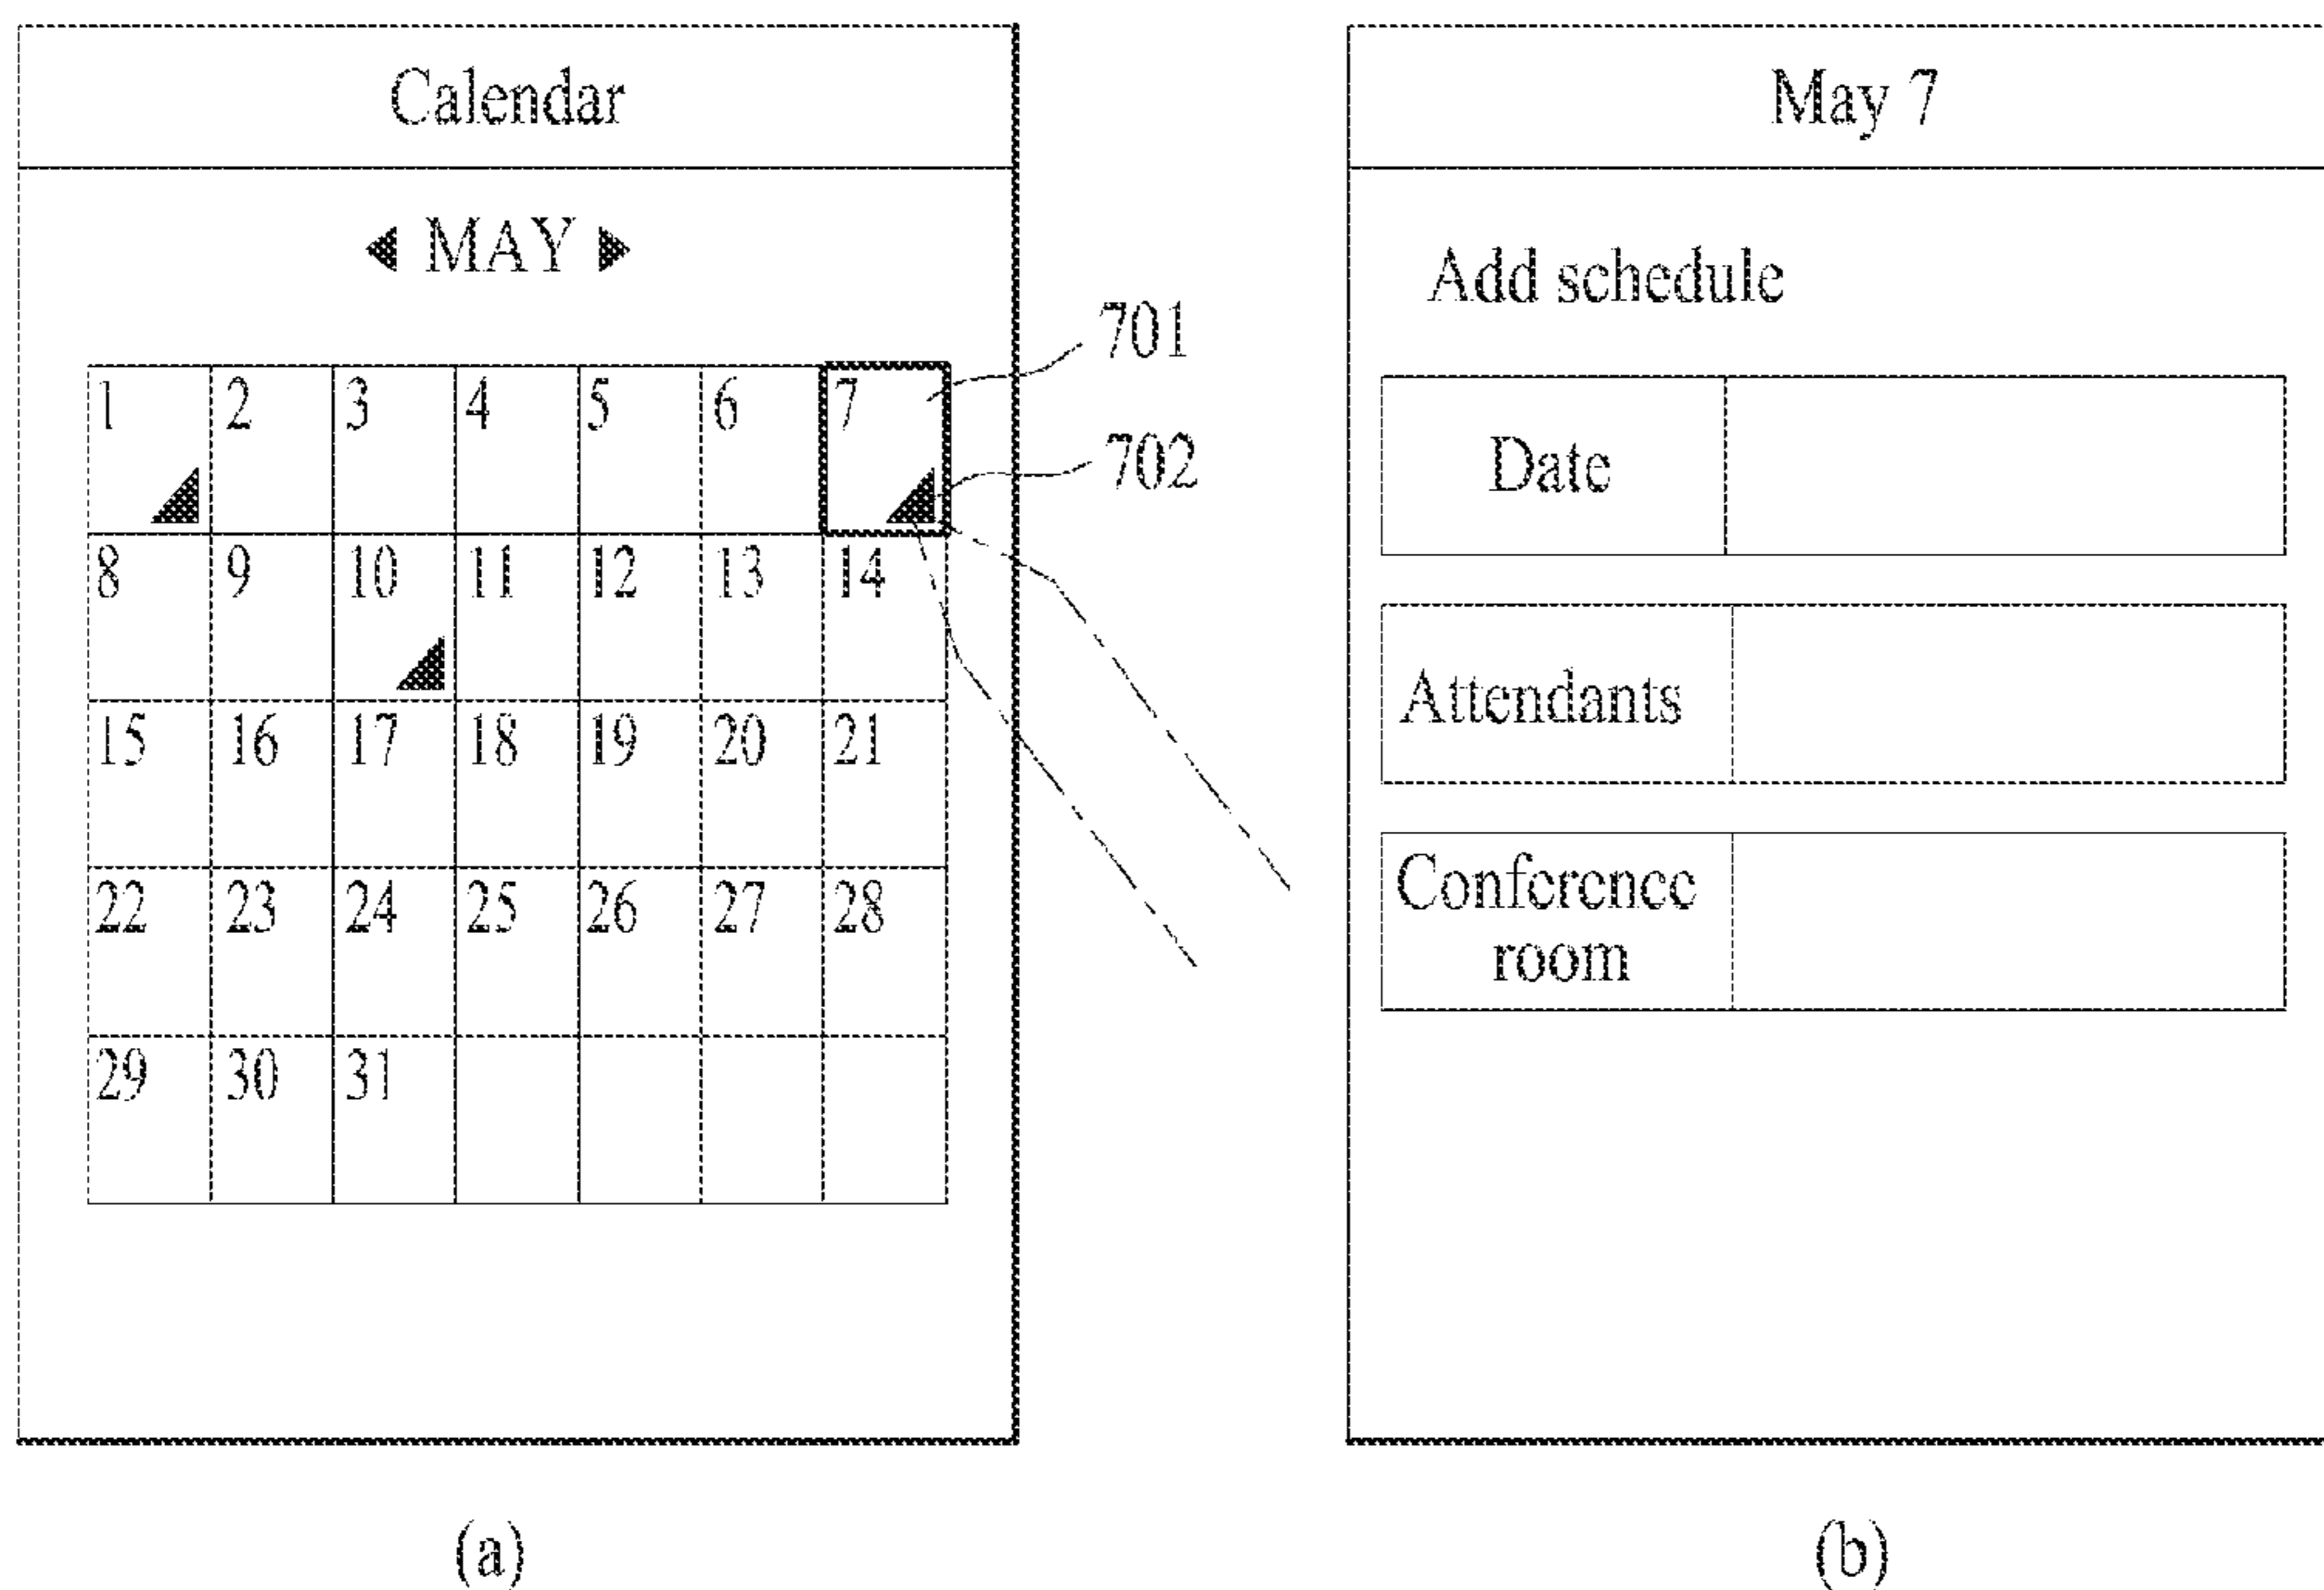 Calendar
◀ MAY ▶
701
702
1 2 3 4 5 6 7
8 9 10 11 12 13 14
15 16 17 18 19 20 21
22 23 24 25 26 27 28
29 30 31
(a)
May 7
Add schedule
Date
Attendants
Conference
room
(b)